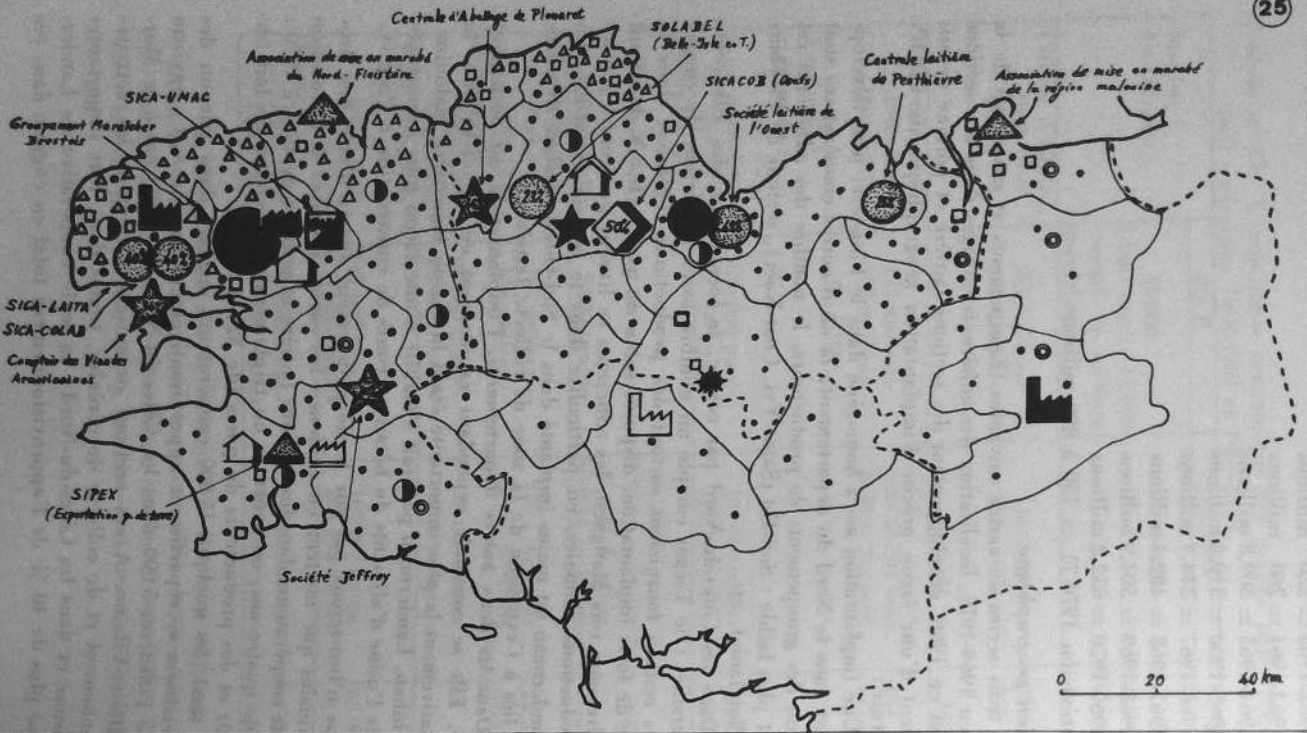 25
Centrale d'Abattage de Plouaret
SOLABEL
(Belle-Isle en T.)
Association de mise en marché
du Nord-Finistère
SICACOB (Oeufs)
Centrale laitière
de Penthièvre
Association de mise en marché
de la région malouine
SICA-UMAC
Société laitière de
l'Ouest
Groupement Maraîcher
Brestois
222
50%
SICA-LAITA
SICA-COLAB
Comptoir des Viandes
Armoricaines
SIPEX
(Exportation p. de terre)
Société Jeffroy
0 20 40 km